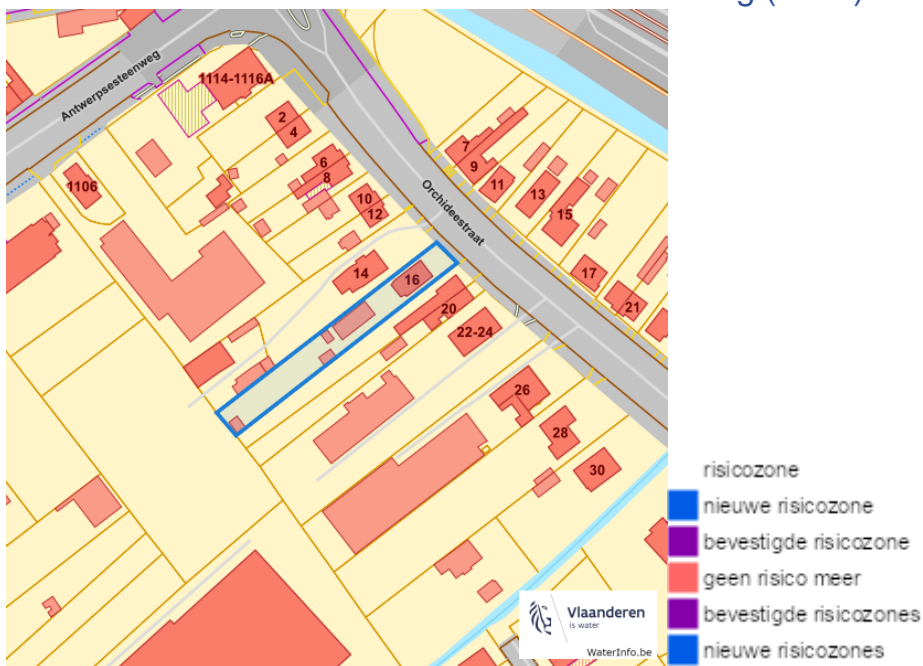 Antwerpsesteenweg
1114-1116A
2
4
6
8
10
12
1106
14
16
20
22-24
26
28
30
Orchideestraat
7
9
11
13
15
17
21
Vlaanderen
is water
WaterInfo.be
risicozone
nieuwe risicozone
bevestigde risicozone
geen risico meer
bevestigde risicozones
nieuwe risicozones